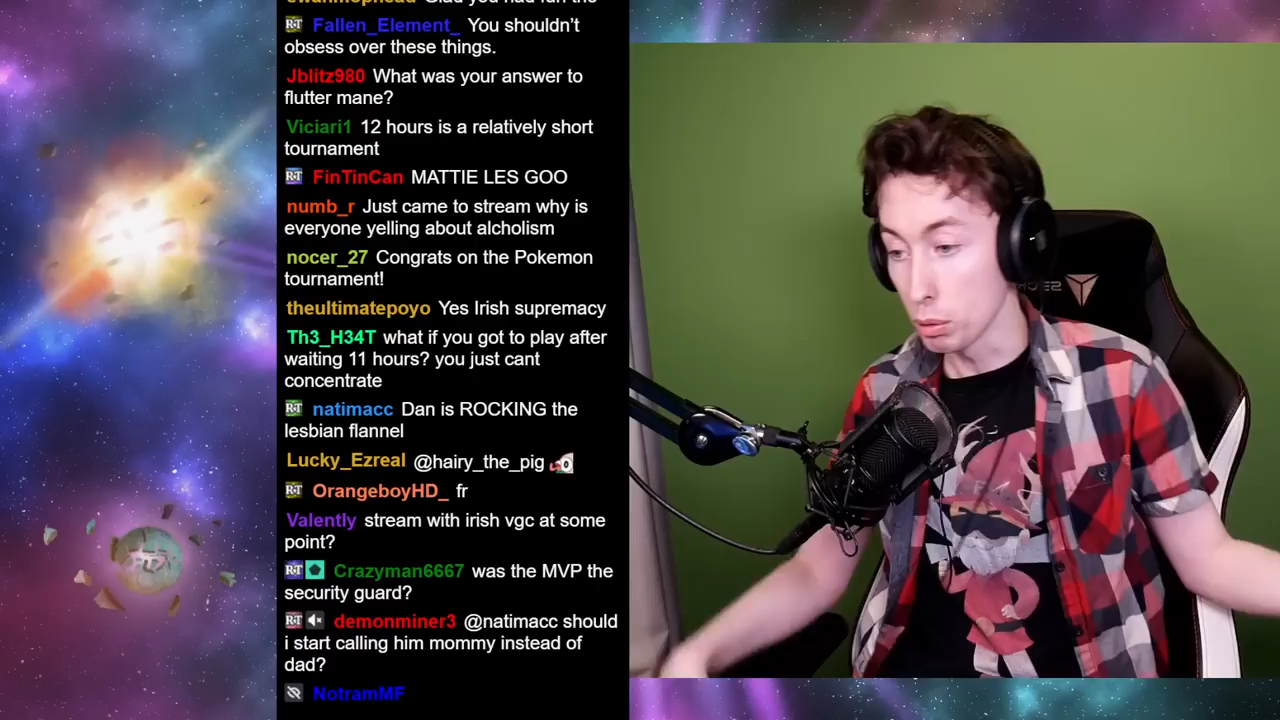 Fallen_Element_ You shouldn't
obsess over these things.
Jblitz980 What was your answer to
flutter mane?
Viciari1 12 hours is a relatively short
tournament
FinTinCan MATTIE LES GOO
numb_r Just came to stream why is
everyone yelling about alcholism
nocer_27 Congrats on the Pokemon
tournament!
theultimatepoyo Yes Irish supremacy
Th3_H34T what if you got to play after
waiting 11 hours? you just cant
concentrate
natimacc Dan is ROCKING the
lesbian flannel
Lucky_Ezreal @hairy_the_pig
OrangeboyHD_ fr
Valently stream with irish vgc at some
point?
Crazyman6667 was the MVP the
security guard?
demonminer3 @natimacc should
i start calling him mommy instead of
dad?
NotramMF